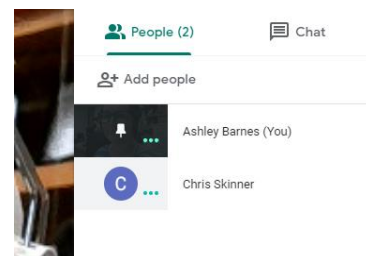 People (2) Chat
Add people
Ashley Barnes (You)
C Chris Skinner